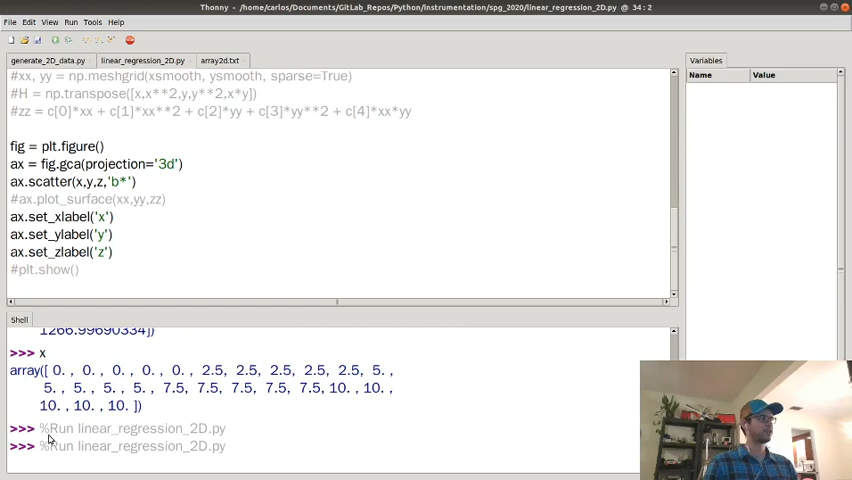 Thonny - /home/carlos/Documents/GitLab_Repos/Python/instrumentation/spg_2020/linear_regression_2D.py @ 34 : 2
File Edit View Run Tools Help
generate_2D_data.py linear_regression_2D.py array2d.txt
#xx, yy = np.meshgrid(xsmooth, ysmooth, sparse=True)
#H = np.transpose([x,x**2,y,y**2,x*y])
#zz = c[0]*xx + c[1]*xx**2 + c[2]*yy + c[3]*yy**2 + c[4]*xx*yy
fig = plt.figure()
ax = fig.gca(projection='3d')
ax.scatter(x,y,z,'b*')
#ax.plot_surface(xx,yy,zz)
ax.set_xlabel('x')
ax.set_ylabel('y')
ax.set_zlabel('z')
#plt.show()
Shell
1266.99690334])
>>> x
array([ 0. , 0. , 0. , 0. , 0. , 2.5, 2.5, 2.5, 2.5, 2.5, 5. ,
5. , 5. , 5. , 5. , 7.5, 7.5, 7.5, 7.5, 7.5, 10. , 10. ,
10. , 10. , 10. ])
>>> %Run linear_regression_2D.py
>>> %Run linear_regression_2D.py
Variables
Name Value